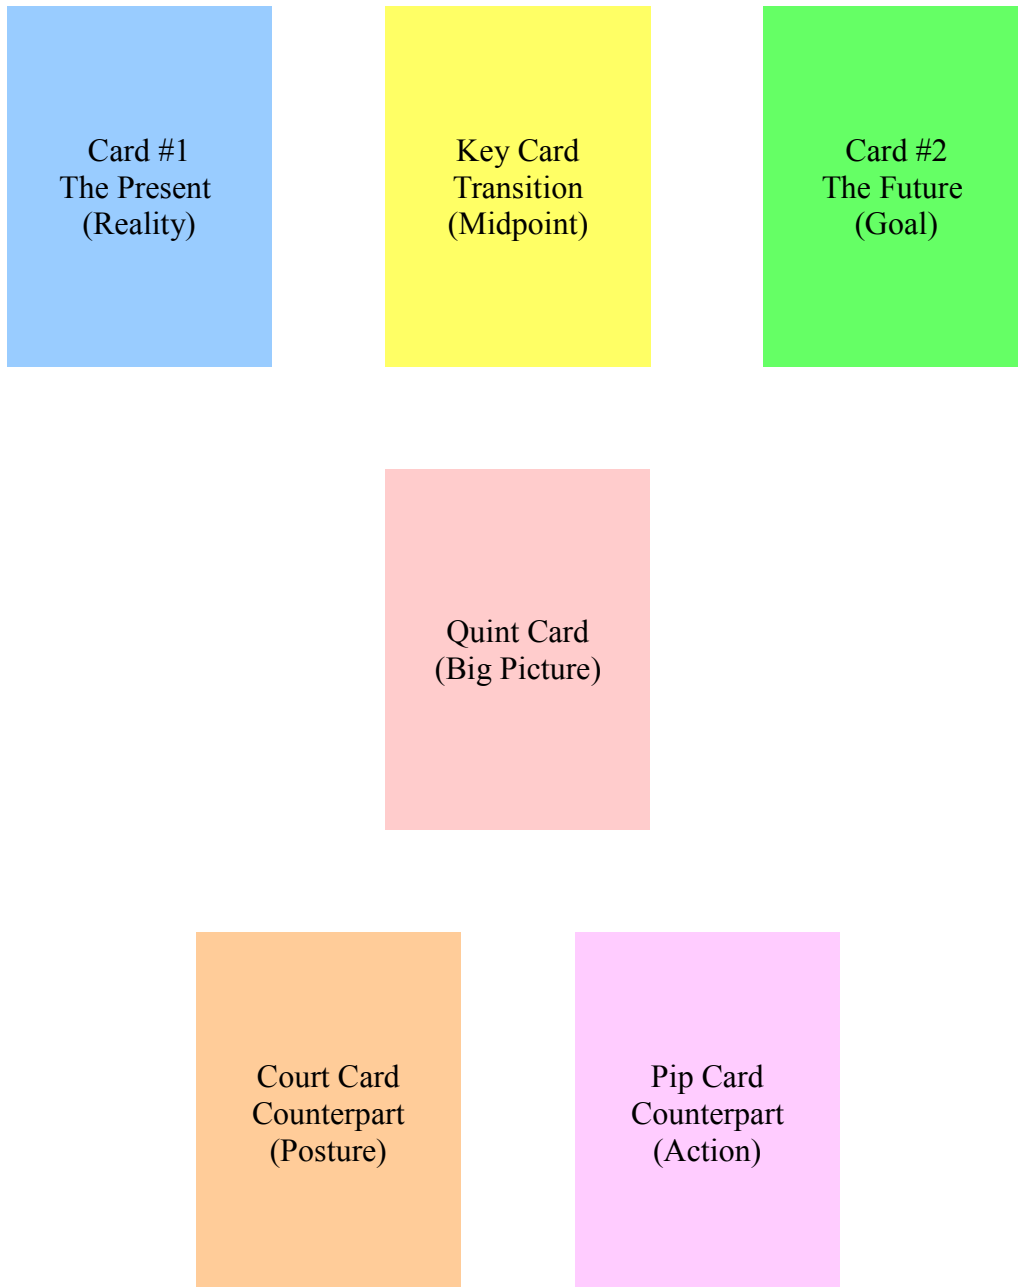 Card #1
The Present
(Reality)
Key Card
Transition
(Midpoint)
Card #2
The Future
(Goal)
Quint Card
(Big Picture)
Court Card
Counterpart
(Posture)
Pip Card
Counterpart
(Action)